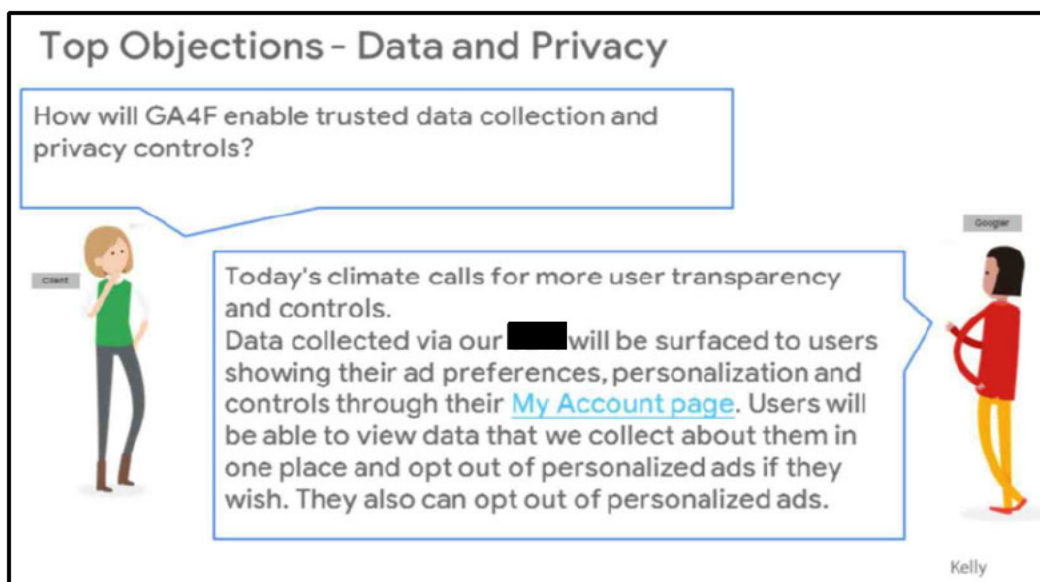 Top Objections - Data and Privacy
How will GA4F enable trusted data collection and
privacy controls?
Googler
Client
Today's climate calls for more user transparency
and controls.
Data collected via our will be surfaced to users
showing their ad preferences, personalization and
controls through their My Account page. Users will
be able to view data that we collect about them in
one place and opt out of personalized ads if they
wish. They also can opt out of personalized ads.
Kelly